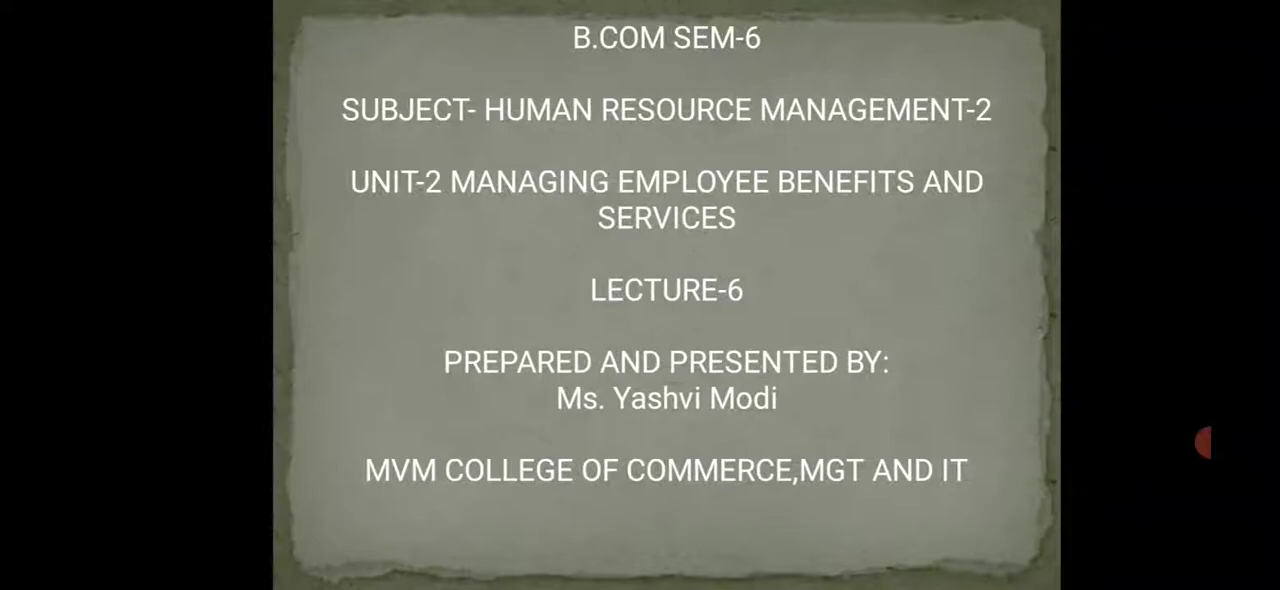 B.COM SEM-6
SUBJECT- HUMAN RESOURCE MANAGEMENT-2
UNIT-2 MANAGING EMPLOYEE BENEFITS AND
SERVICES
LECTURE-6
PREPARED AND PRESENTED BY:
Ms. Yashvi Modi
MVM COLLEGE OF COMMERCE,MGT AND IT